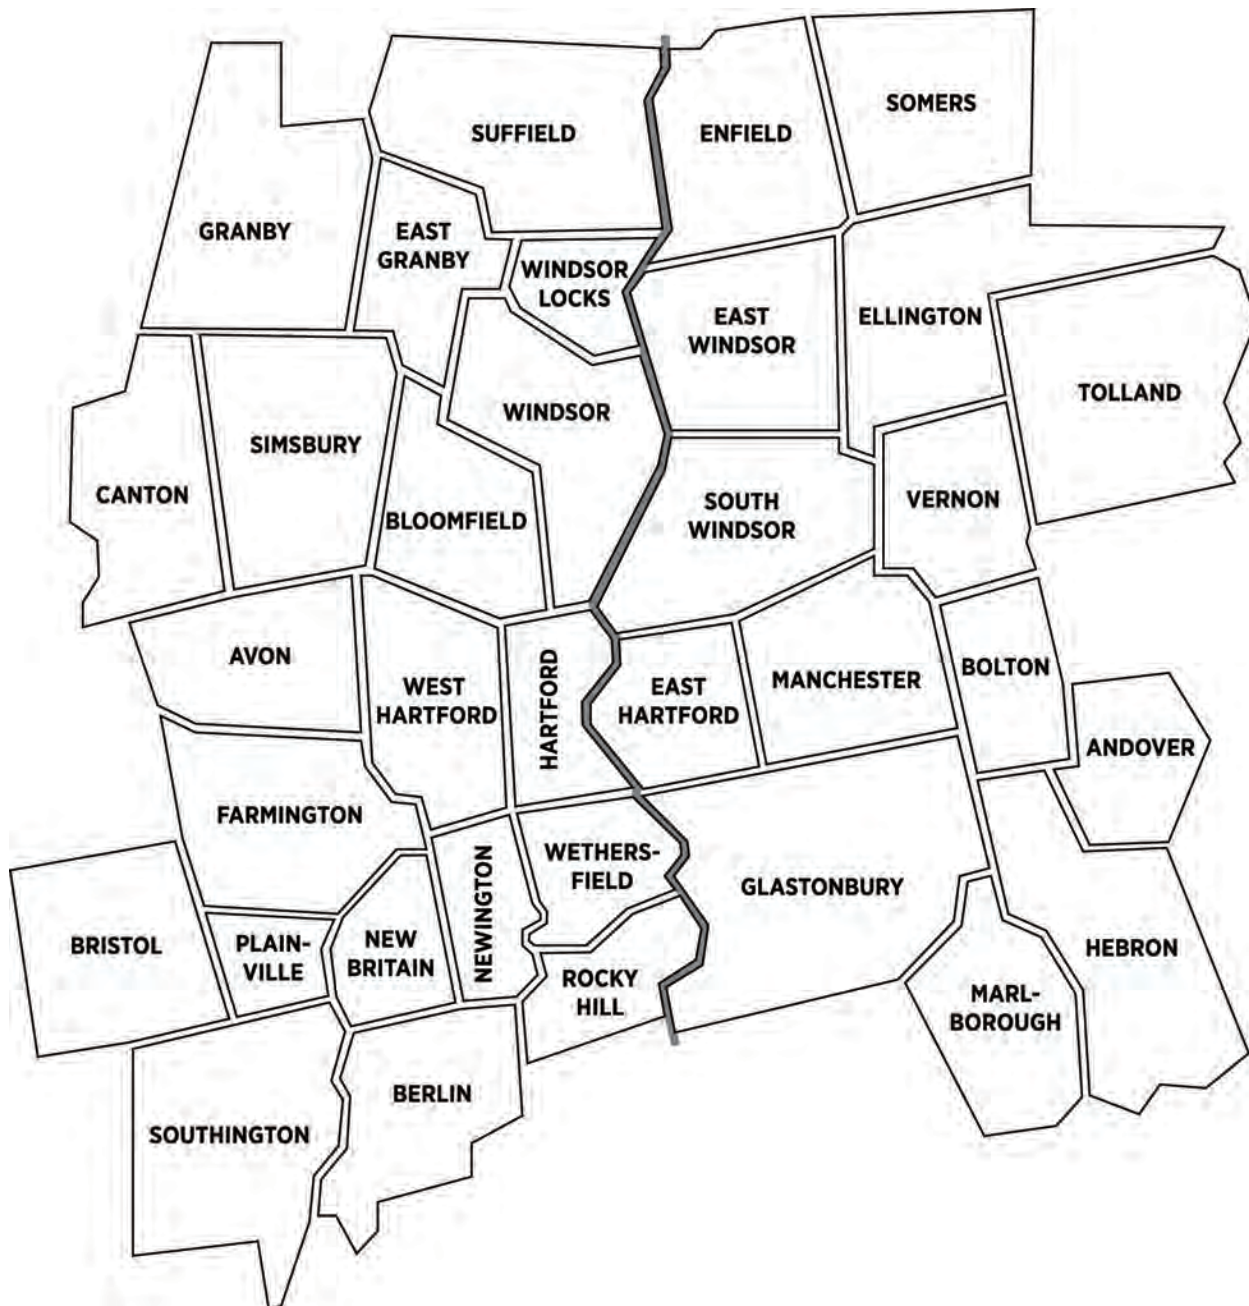 SOMERS
SUFFIELD
ENFIELD
GRANBY
EAST
GRANBY
WINDSOR
LOCKS
EAST
WINDSOR
ELLINGTON
TOLLAND
WINDSOR
SIMSBURY
CANTON
BLOOMFIELD
SOUTH
WINDSOR
VERNON
AVON
WEST
HARTFORD
HARTFORD
EAST
HARTFORD
MANCHESTER
BOLTON
ANDOVER
FARMINGTON
WETHERS-
FIELD
GLASTONBURY
BRISTOL
PLAIN-
VILLE
NEW
BRITAIN
NEWINGTON
ROCKY
HILL
HEBRON
MARL-
BOROUGH
BERLIN
SOUTHINGTON